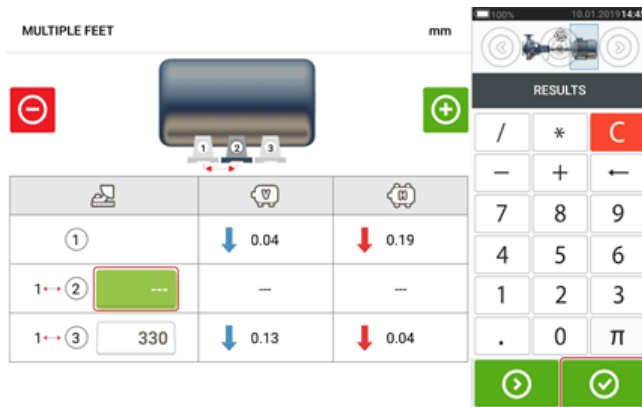 MULTIPLE FEET mm
100% 10.01.2019 14:45
RESULTS
1 2 3
V H
1 0.04 0.19
1↔2 --- --- ---
1↔3 330 0.13 0.04
/ * C
− + ←
7 8 9
4 5 6
1 2 3
. 0 π